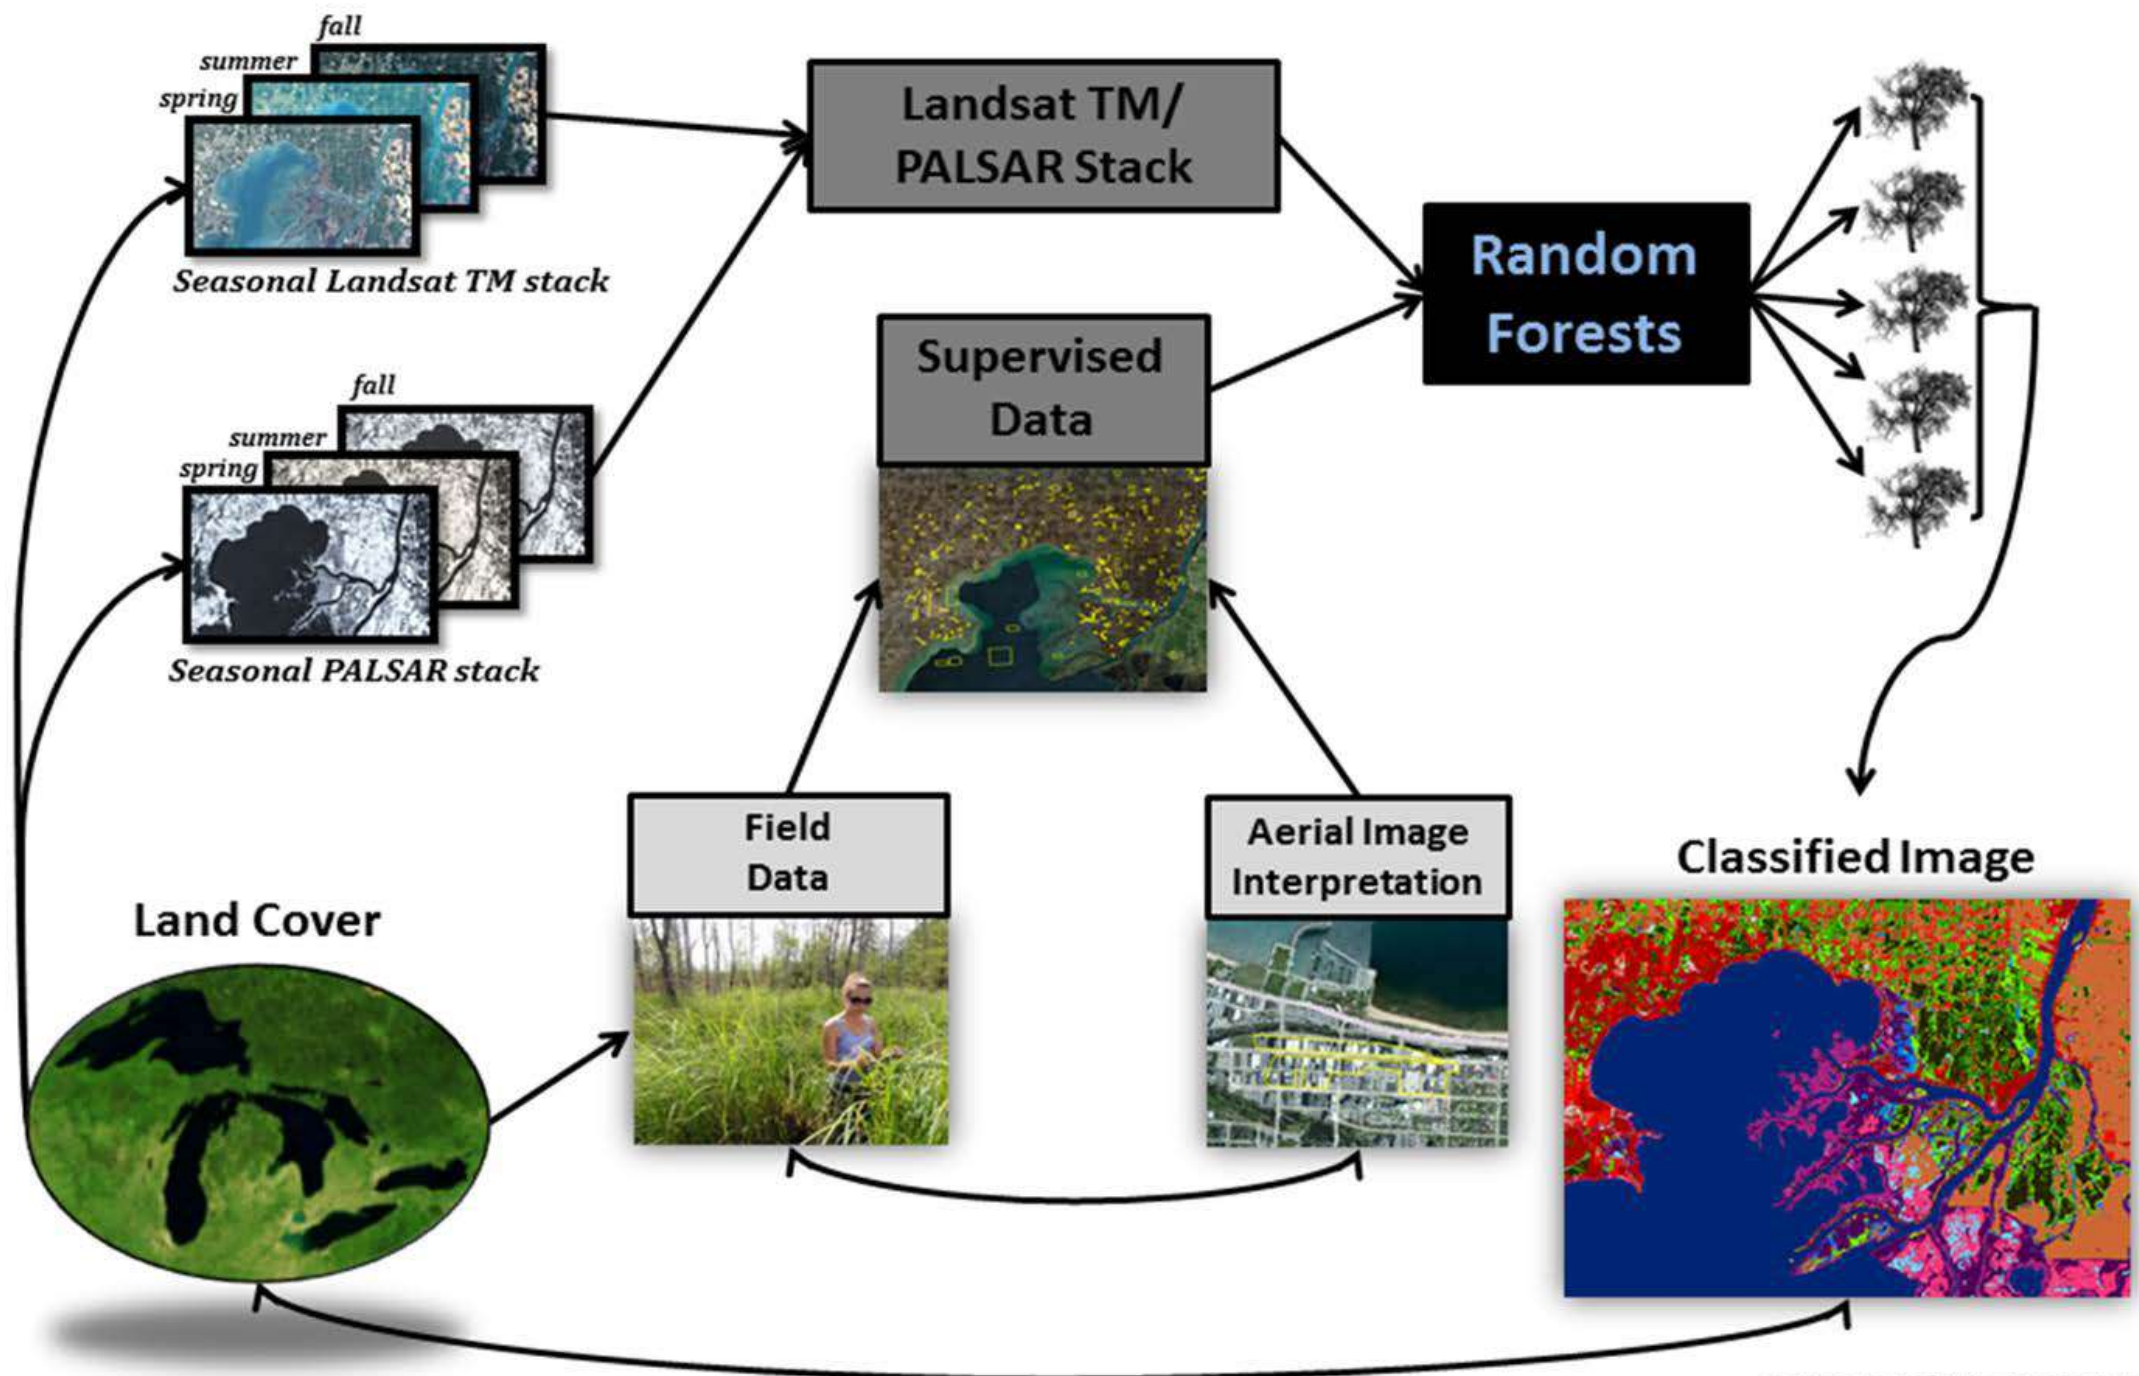 fall
summer
spring
Seasonal Landsat TM stack
Landsat TM/
PALSAR Stack
Random
Forests
Supervised
Data
fall
summer
spring
Seasonal PALSAR stack
Field
Data
Aerial Image
Interpretation
Classified Image
Land Cover